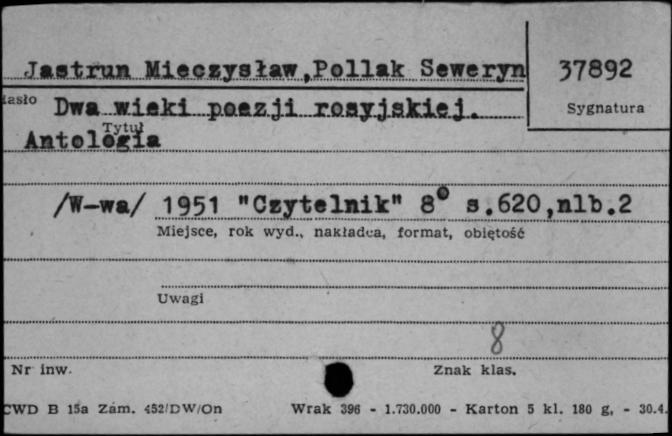 Jastrun Mieczysław,Pollak Seweryn
37892
Sygnatura
Dwa wieki poezji rosyjskiej.
Tytuł
Antologia
/W-wa/ 1951 "Czytelnik" 8° s.620,nlb.2
Miejsce, rok wyd., nakładca, format, objętość
Uwagi
8
Nr inw.
Znak klas.
CWD B 15a Zam. 452/DW/On
Wrak 396 - 1.730.000 - Karton 5 kl. 180 g. - 30.4.